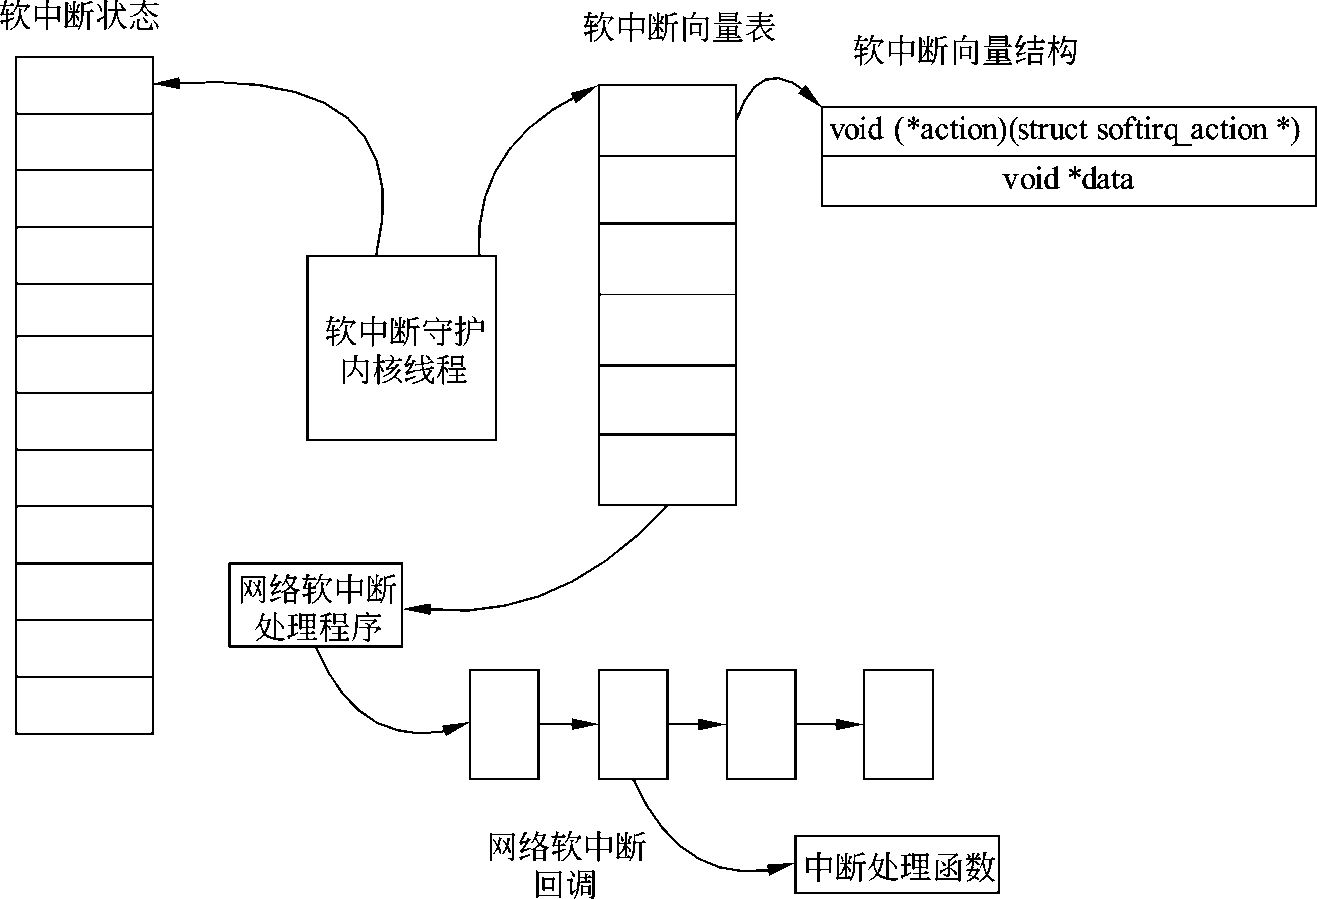 软中断状态
软中断向量表
软中断向量结构
void (*action)(struct softirq_action *)
void *data
软中断守护
内核线程
网络软中断
处理程序
网络软中断
回调
中断处理函数